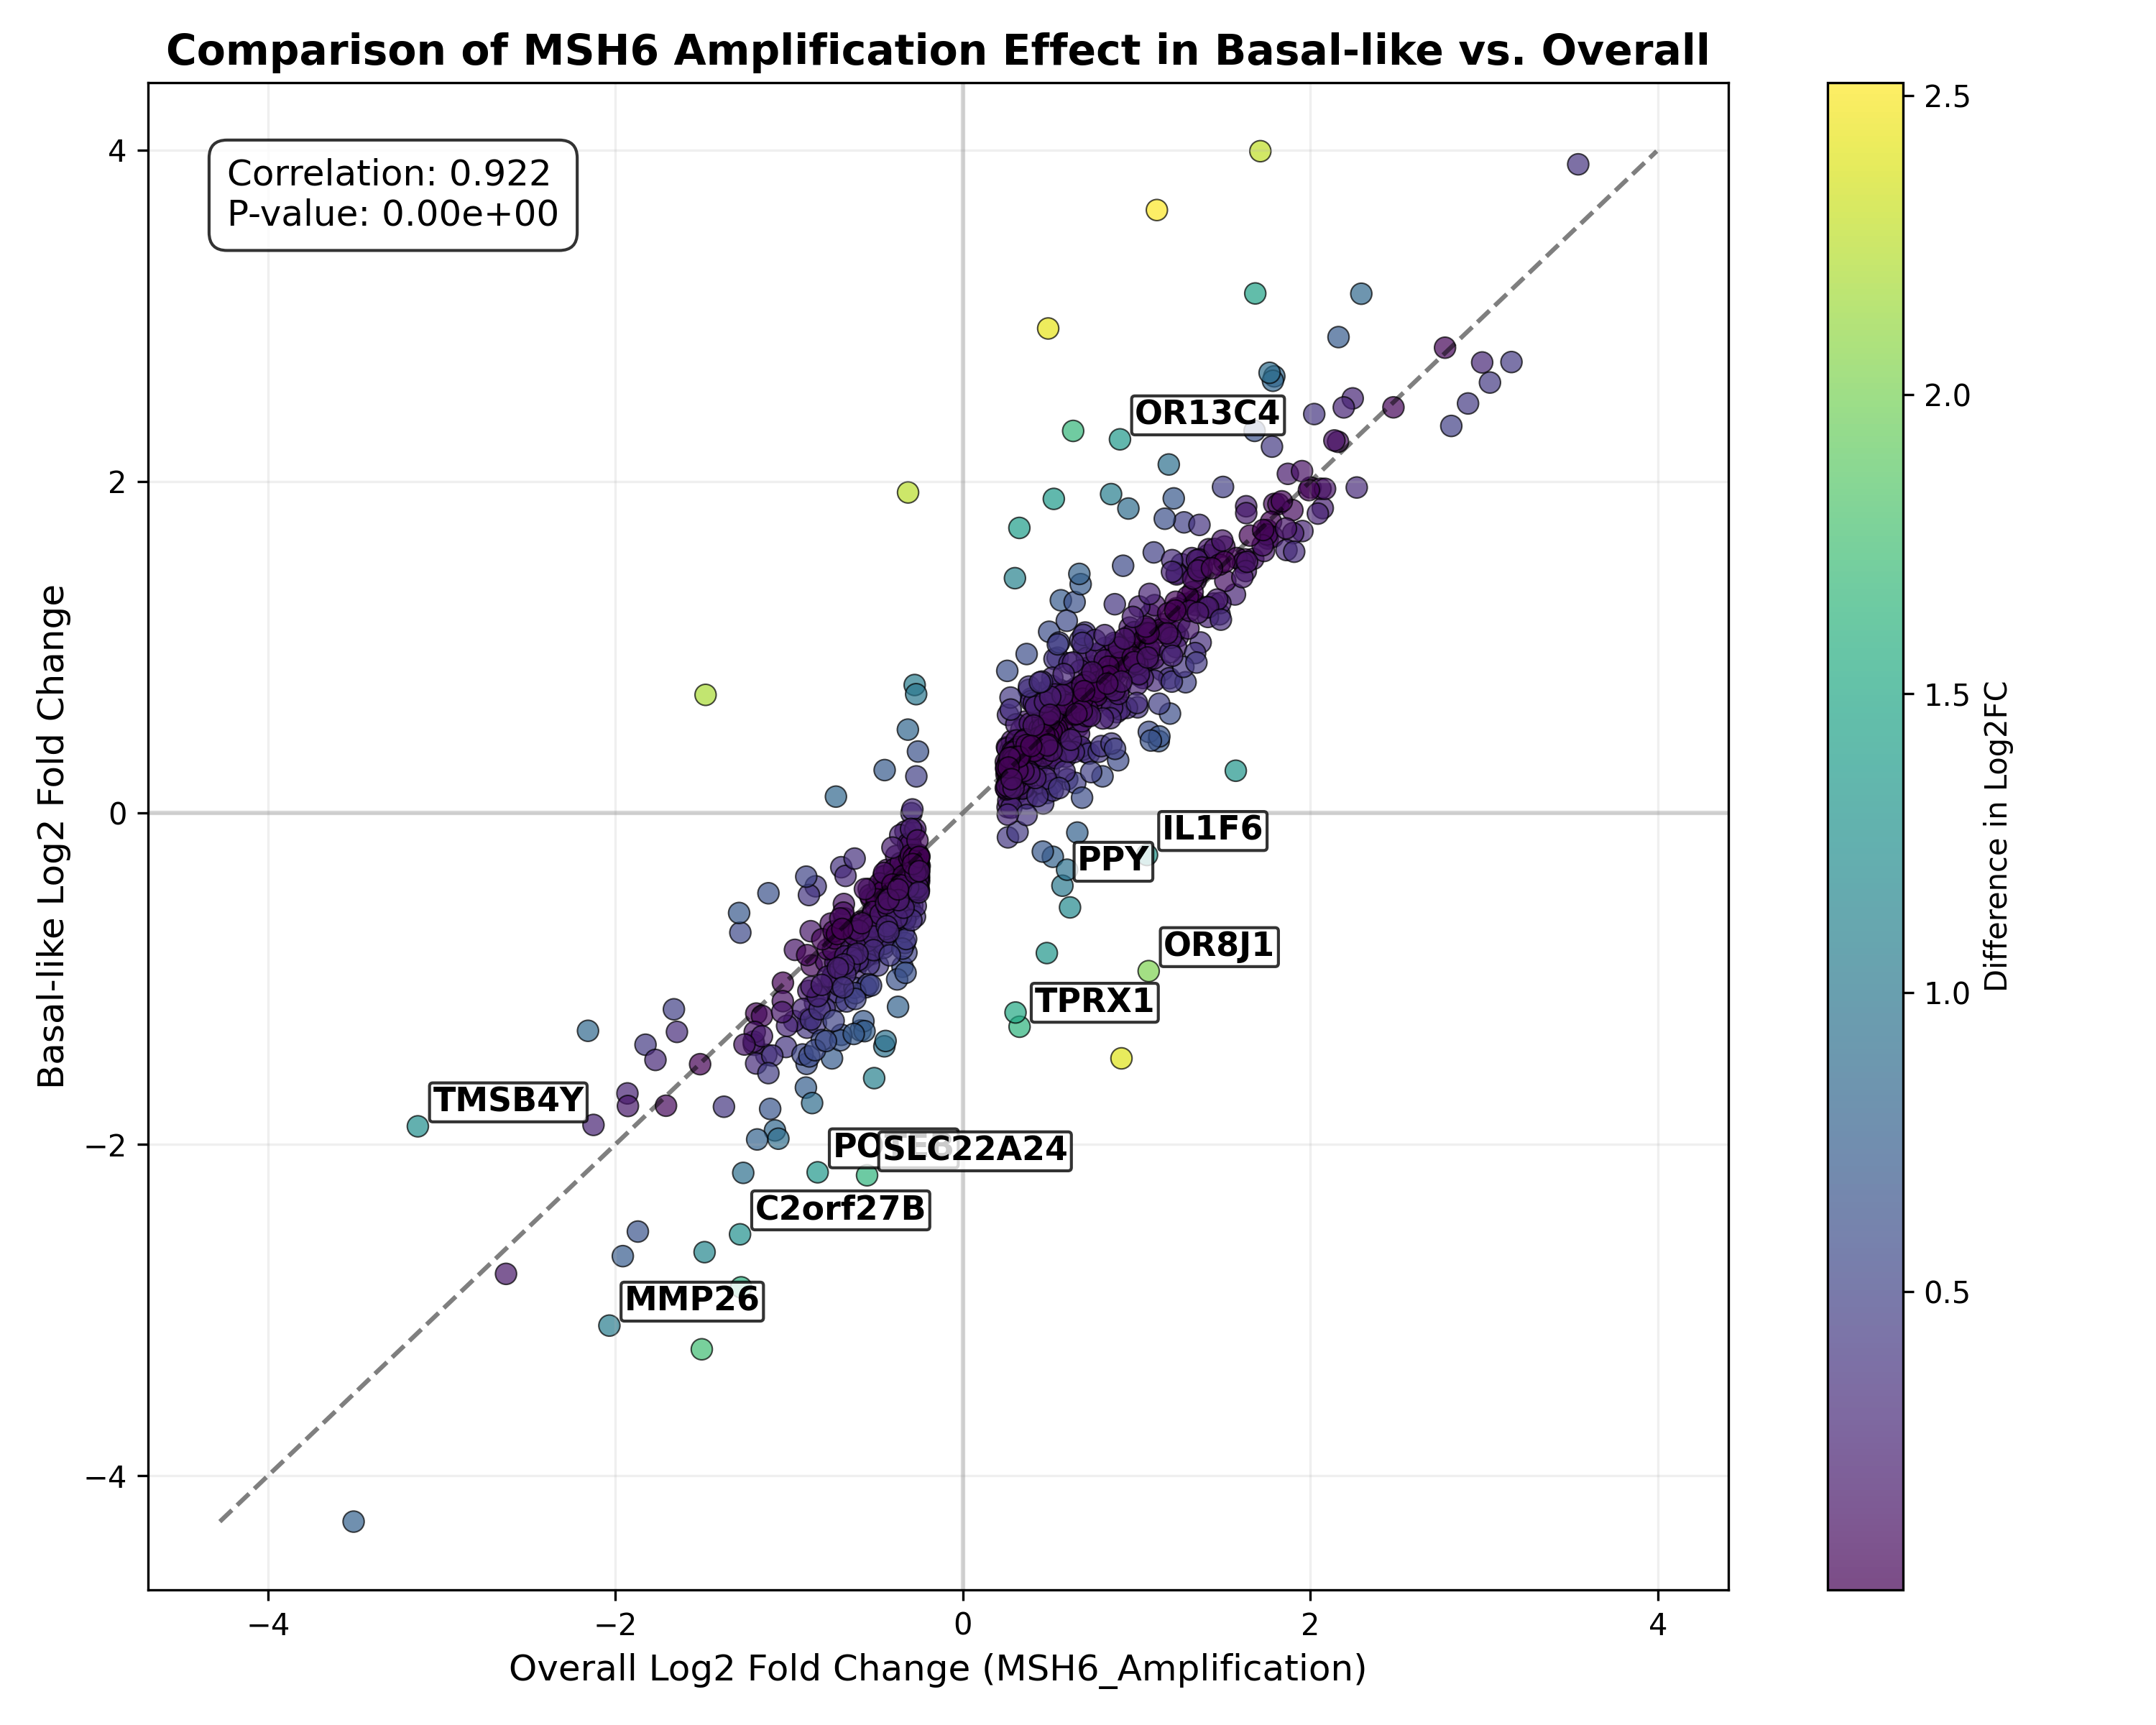 Comparison of MSH6 Amplification Effect in Basal-like vs. Overall
Correlation: 0.922
P-value: 0.00e+00
Basal-like Log2 Fold Change
4
2
0
−2
−4
OR13C4
IL1F6
PPY
OR8J1
TPRX1
TMSB4Y
SLC22A24
C2orf27B
MMP26
−4
−2
0
2
4
Overall Log2 Fold Change (MSH6_Amplification)
2.5
2.0
1.5
1.0
0.5
Difference in Log2FC